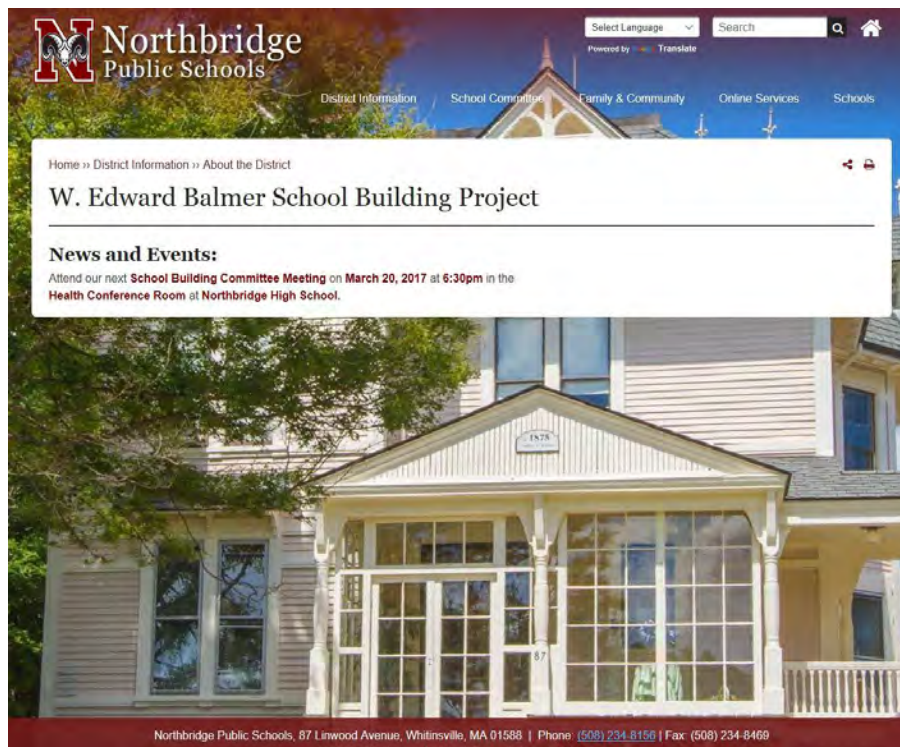 Northbridge
Public Schools
Select Language
Search
Powered by Translate
District Information School Committee Family & Community Online Services Schools
Home ›› District Information ›› About the District
W. Edward Balmer School Building Project
News and Events:
Attend our next School Building Committee Meeting on March 20, 2017 at 6:30pm in the
Health Conference Room at Northbridge High School.
1878
87
Northbridge Public Schools, 87 Linwood Avenue, Whitinsville, MA 01588 | Phone: (508) 234-8156 | Fax: (508) 234-8469